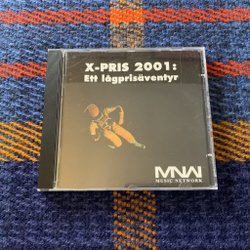 X-PRIS 2001:
Ett lågprisäventyr
MNW
MUSIC NETWORK